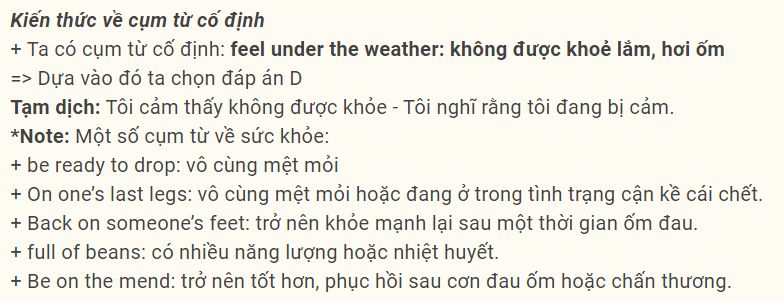 Kiến thức về cụm từ cố định
+ Ta có cụm từ cố định: feel under the weather: không được khoẻ lắm, hơi ốm
=> Dựa vào đó ta chọn đáp án D
Tạm dịch: Tôi cảm thấy không được khỏe - Tôi nghĩ rằng tôi đang bị cảm.
*Note: Một số cụm từ về sức khỏe:
+ be ready to drop: vô cùng mệt mỏi
+ On one’s last legs: vô cùng mệt mỏi hoặc đang ở trong tình trạng cận kề cái chết.
+ Back on someone’s feet: trở nên khỏe mạnh lại sau một thời gian ốm đau.
+ full of beans: có nhiều năng lượng hoặc nhiệt huyết.
+ Be on the mend: trở nên tốt hơn, phục hồi sau cơn đau ốm hoặc chấn thương.